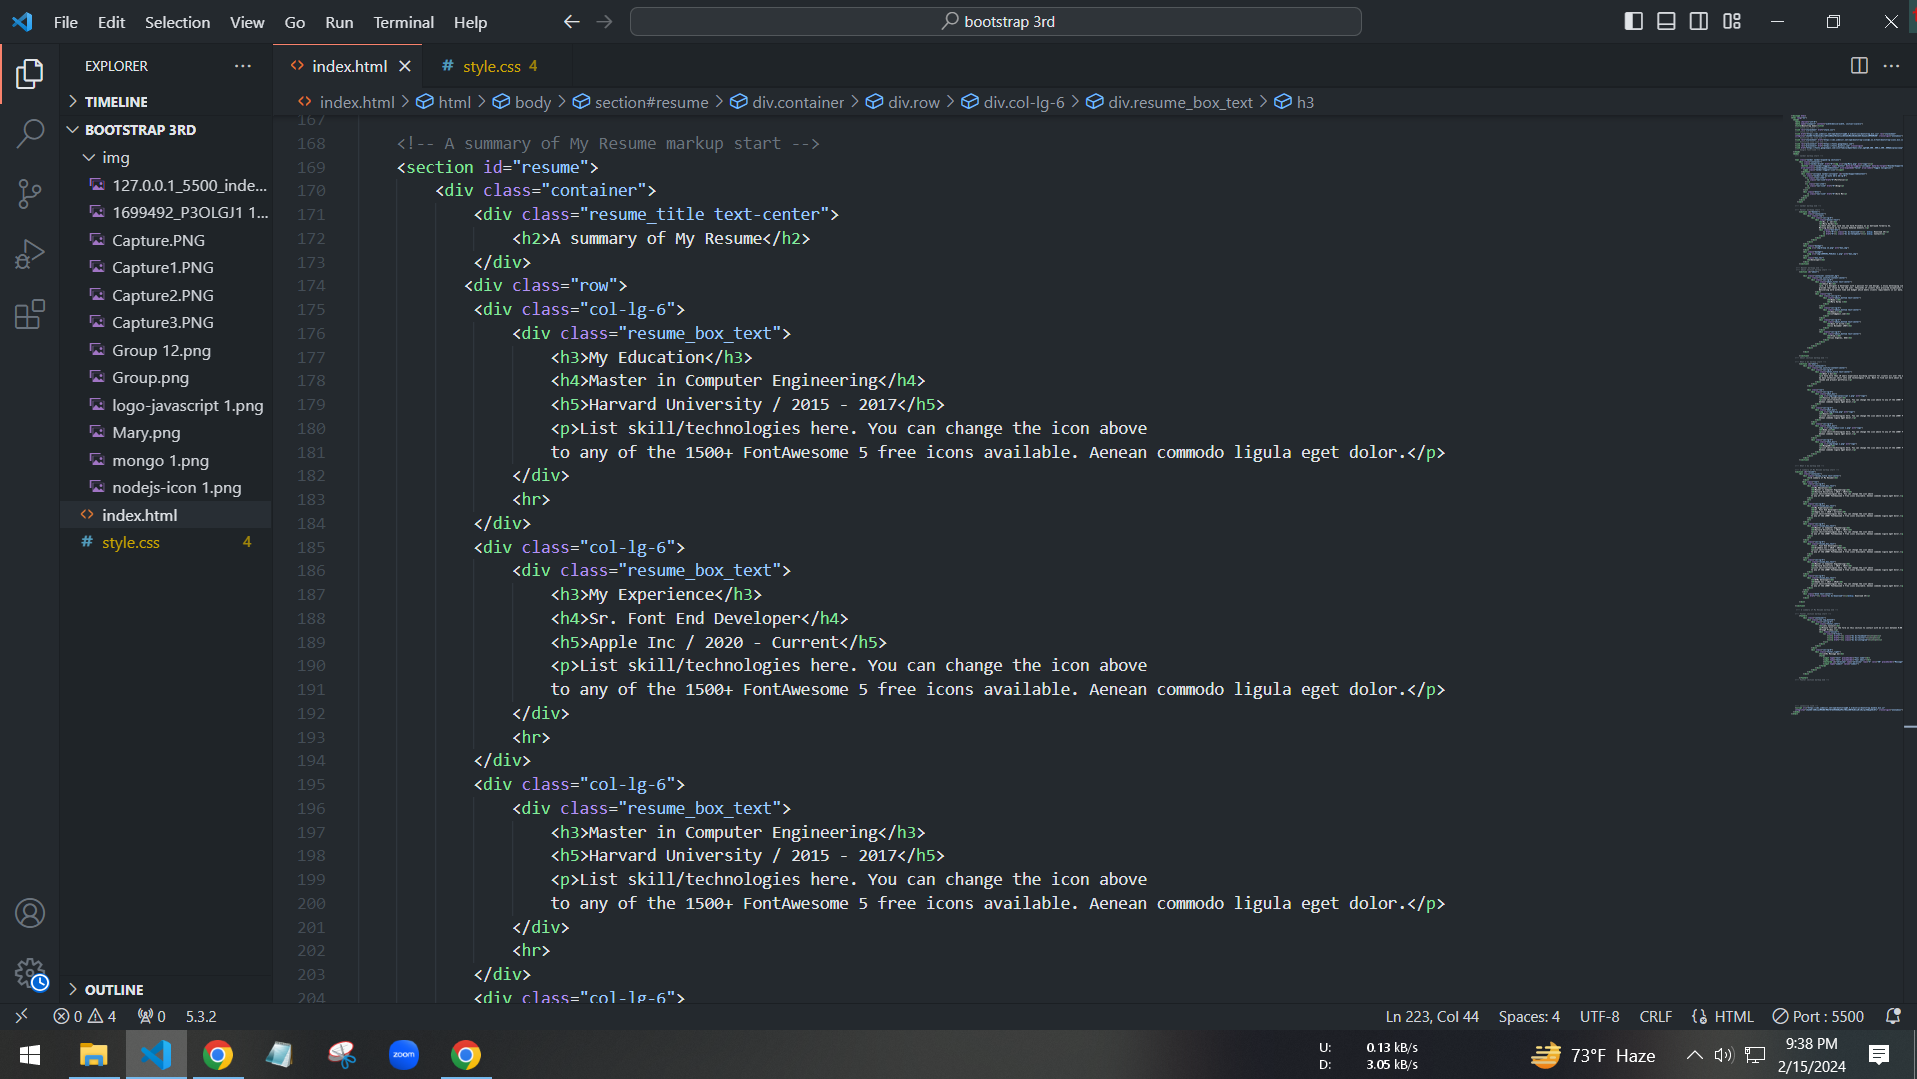 File Edit Selection View Go Run Terminal Help
bootstrap 3rd
EXPLORER
TIMELINE
BOOTSTRAP 3RD
img
127.0.0.1_5500_inde...
1699492_P3OLGJ1 1...
Capture.PNG
Capture1.PNG
Capture2.PNG
Capture3.PNG
Group 12.png
Group.png
logo-javascript 1.png
Mary.png
mongo 1.png
nodejs-icon 1.png
index.html
style.css 4
OUTLINE
index.html
style.css 4
index.html > html > body > section#resume > div.container > div.row > div.col-lg-6 > div.resume_box_text > h3
167
168 <!-- A summary of My Resume markup start -->
169 <section id="resume">
170 <div class="container">
171 <div class="resume_title text-center">
172 <h2>A summary of My Resume</h2>
173 </div>
174 <div class="row">
175 <div class="col-lg-6">
176 <div class="resume_box_text">
177 <h3>My Education</h3>
178 <h4>Master in Computer Engineering</h4>
179 <h5>Harvard University / 2015 - 2017</h5>
180 <p>List skill/technologies here. You can change the icon above
181 to any of the 1500+ FontAwesome 5 free icons available. Aenean commodo ligula eget dolor.</p>
182 </div>
183 <hr>
184 </div>
185 <div class="col-lg-6">
186 <div class="resume_box_text">
187 <h3>My Experience</h3>
188 <h4>Sr. Font End Developer</h4>
189 <h5>Apple Inc / 2020 - Current</h5>
190 <p>List skill/technologies here. You can change the icon above
191 to any of the 1500+ FontAwesome 5 free icons available. Aenean commodo ligula eget dolor.</p>
192 </div>
193 <hr>
194 </div>
195 <div class="col-lg-6">
196 <div class="resume_box_text">
197 <h3>Master in Computer Engineering</h3>
198 <h5>Harvard University / 2015 - 2017</h5>
199 <p>List skill/technologies here. You can change the icon above
200 to any of the 1500+ FontAwesome 5 free icons available. Aenean commodo ligula eget dolor.</p>
201 </div>
202 <hr>
203 </div>
204 <div class="col-lg-6">
0 4 0 5.3.2
Ln 223, Col 44 Spaces: 4 UTF-8 CRLF HTML Port : 5500
zoom
U: 0.13 kB/s
D: 3.05 kB/s
73°F Haze
9:38 PM
2/15/2024